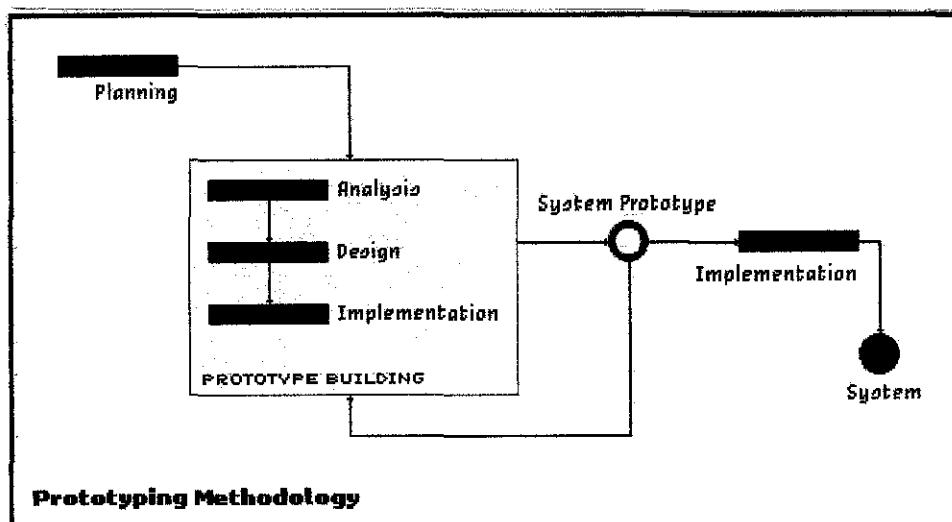 Planning
Analysis
Design
Implementation
PROTOTYPE BUILDING
System Prototype
Implementation
System
Prototyping Methodology